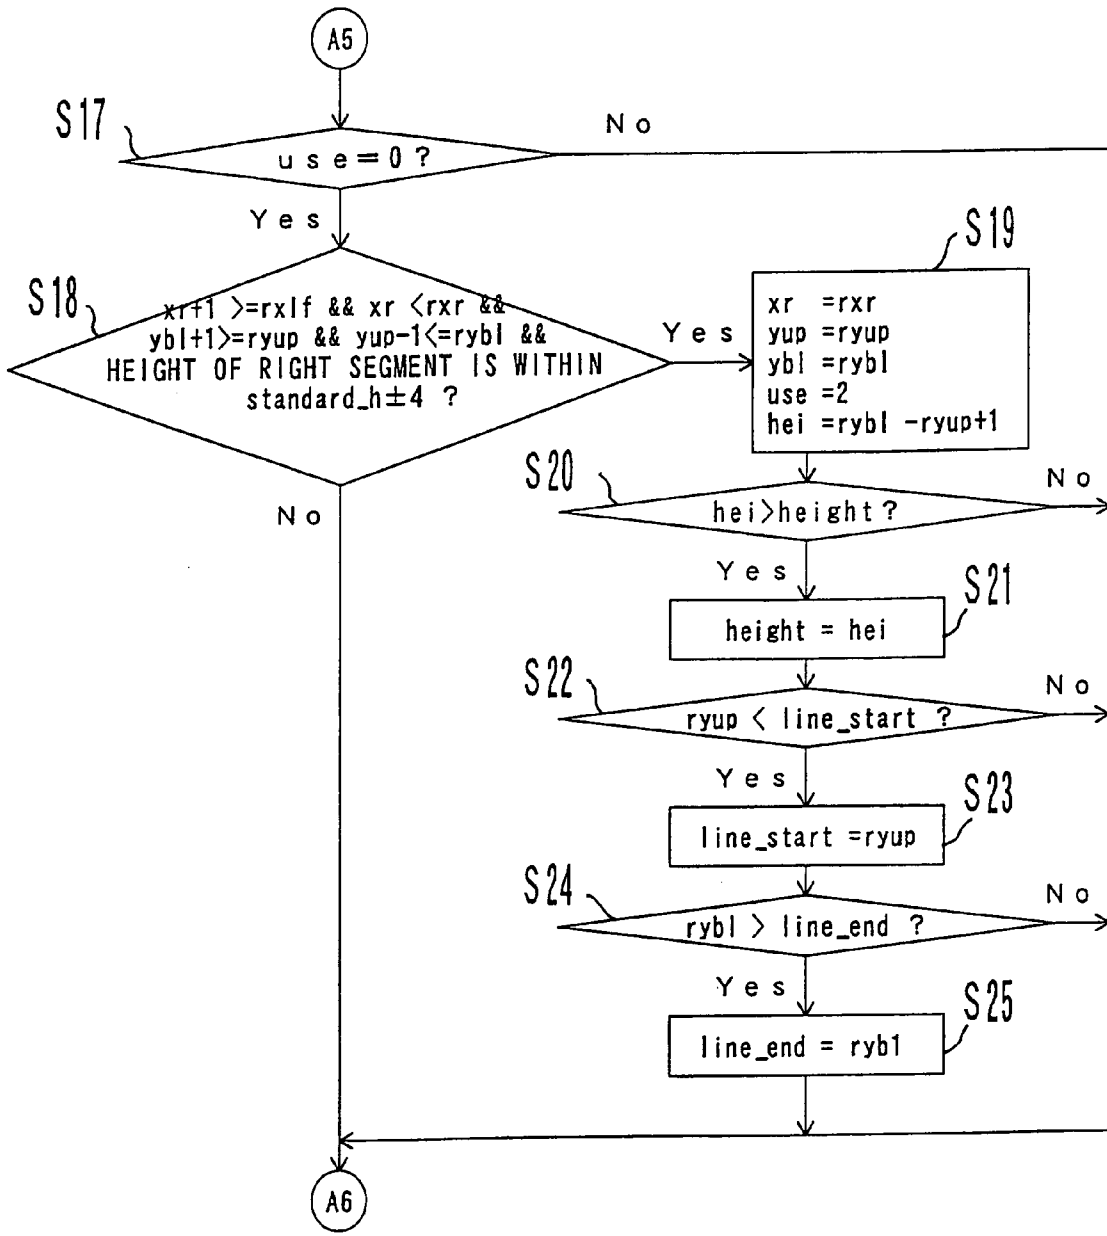 A5
S17
use=0?
No
Yes
S18
xr+1 >=rxlf && xr <rxr &&
ybl+1>=ryup && yup-1<=rybl &&
HEIGHT OF RIGHT SEGMENT IS WITHIN
standard_h±4 ?
Yes
No
S19
xr =rxr
yup =ryup
ybl =rybl
use =2
hei =rybl -ryup+1
S20
hei>height?
No
Yes
S21
height = hei
S22
ryup < line_start ?
No
Yes
S23
line_start =ryup
S24
rybl > line_end ?
No
Yes
S25
line_end = rybl
A6